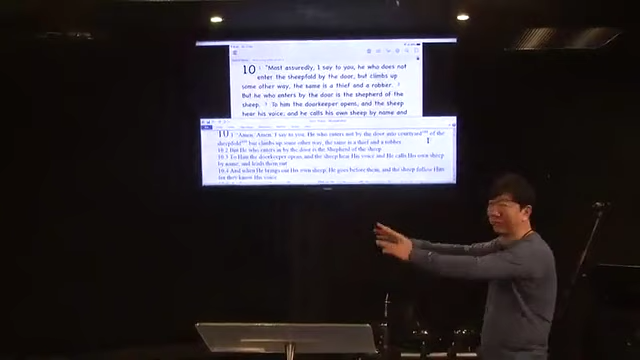 10 1 "Most assuredly, I say to you, he who does not
enter the sheepfold by the door, but climbs up
some other way, the same is a thief and a robber. 2
But he who enters by the door is the shepherd of the
sheep. 3 To him the doorkeeper opens, and the sheep
hear his voice; and he calls his own sheep by name and
10 1 "Amen, Amen, I say to you, He who enters not by the door into courtyard of the
sheepfold but climbs up some other way, the same is a thief and a robber
10:2 But He who enters in by the door is the Shepherd of the sheep
10:3 To Him the doorkeeper opens, and the sheep hear His voice and He calls His own sheep
by name, and leads them out
10:4 And when He brings out His own sheep, He goes before them, and the sheep follow Him
for they know His voice